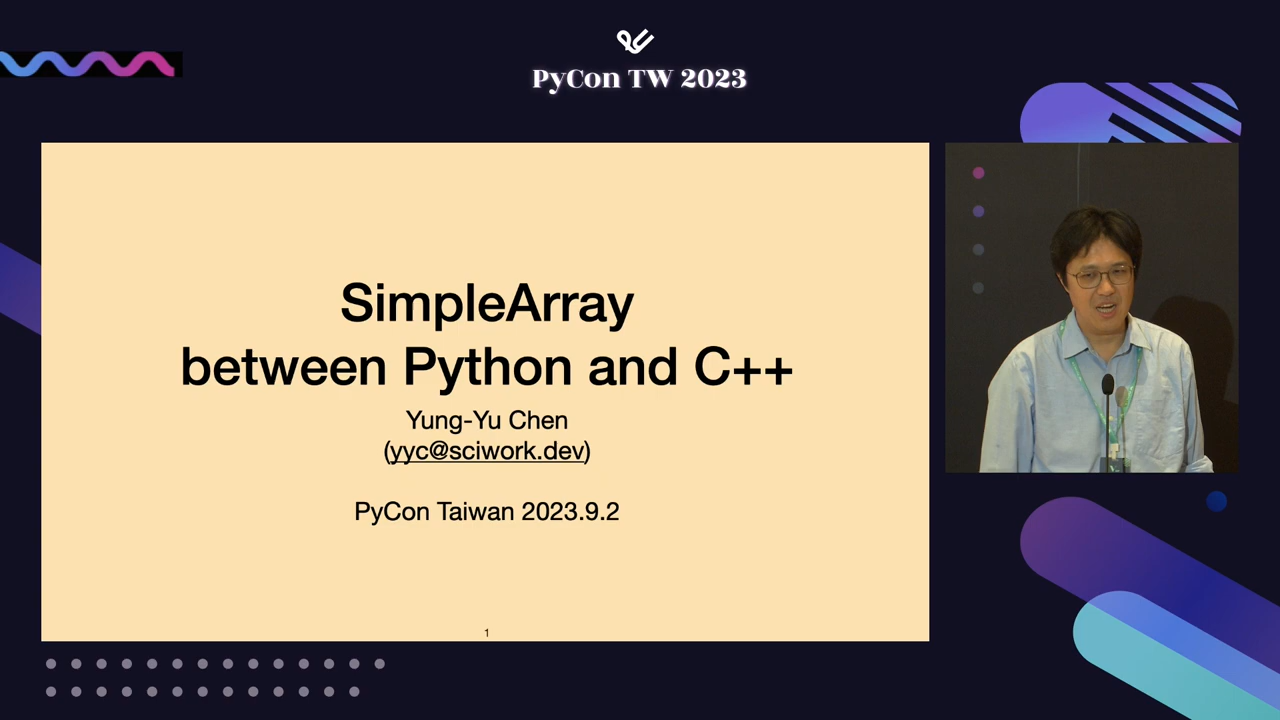 PyCon TW 2023
SimpleArray
between Python and C++
Yung-Yu Chen
(yyc@sciwork.dev)
PyCon Taiwan 2023.9.2
1